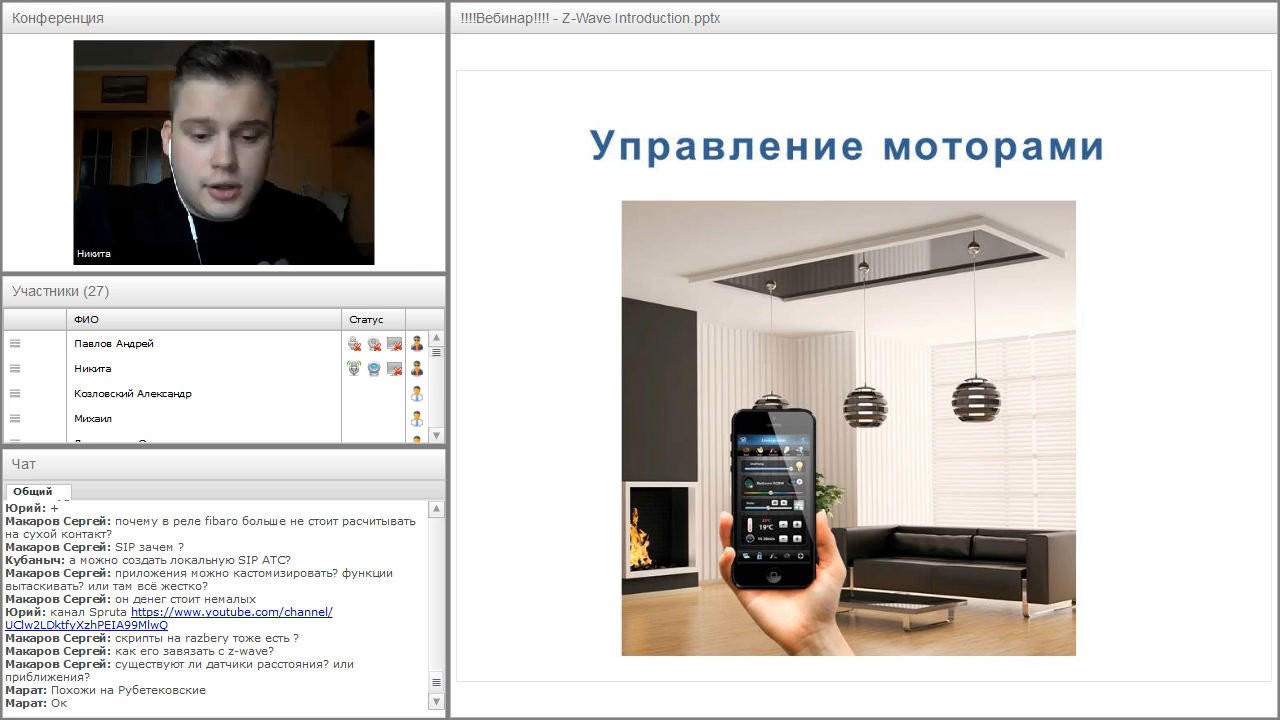 Конференция
Никита
Участники (27)
ФИО
Статус
Павлов Андрей
Никита
Козловский Александр
Михаил
Чат
Общий
Юрий: +
Макаров Сергей: почему в реле fibaro больше не стоит расчитывать
на сухой контакт?
Макаров Сергей: SIP зачем ?
Кубаныч: а можно создать локальную SIP АТС?
Макаров Сергей: приложения можно кастомизировать? функции
вытаскивать? или там всё жестко?
Макаров Сергей: он денег стоит немалых
Юрий: канал Spruta https://www.youtube.com/channel/
UClw2LDktfyXzhPEIA99MlwQ
Макаров Сергей: скрипты на razbery тоже есть ?
Макаров Сергей: как его завязать с z-wave?
Макаров Сергей: существуют ли датчики расстояния? или
приближения?
Марат: Похожи на Рубетековские
Марат: Ок
!!!!Вебинар!!!! - Z-Wave Introduction.pptx
Управление моторами
19°C